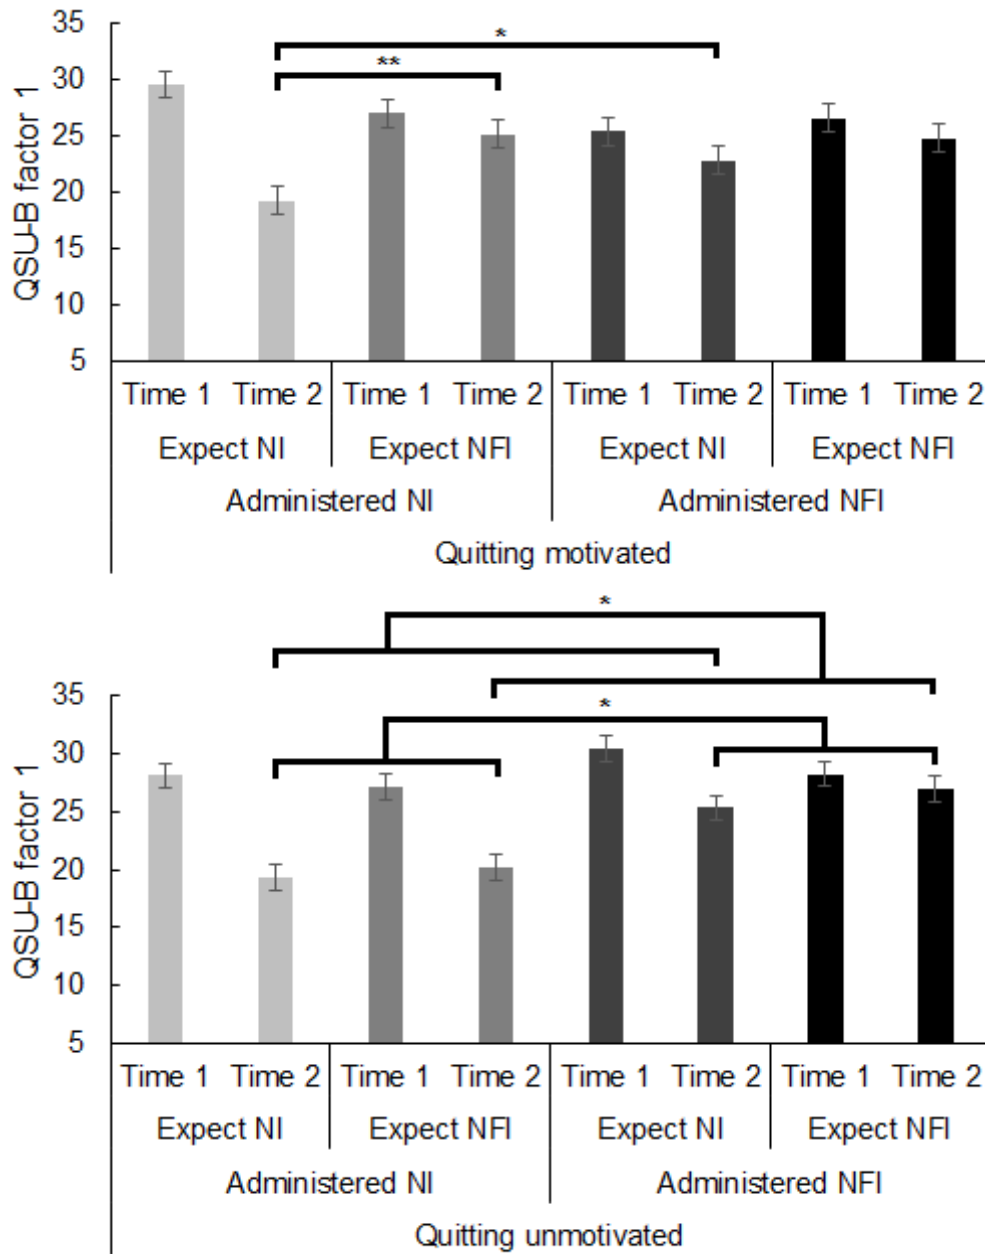 35
30
25
20
15
10
5
QSU-B factor 1
*
**
Time 1 Time 2 Time 1 Time 2 Time 1 Time 2 Time 1 Time 2
Expect NI Expect NFI Expect NI Expect NFI
Administered NI Administered NFI
Quitting motivated
*
*
35
30
25
20
15
10
5
QSU-B factor 1
Time 1 Time 2 Time 1 Time 2 Time 1 Time 2 Time 1 Time 2
Expect NI Expect NFI Expect NI Expect NFI
Administered NI Administered NFI
Quitting unmotivated